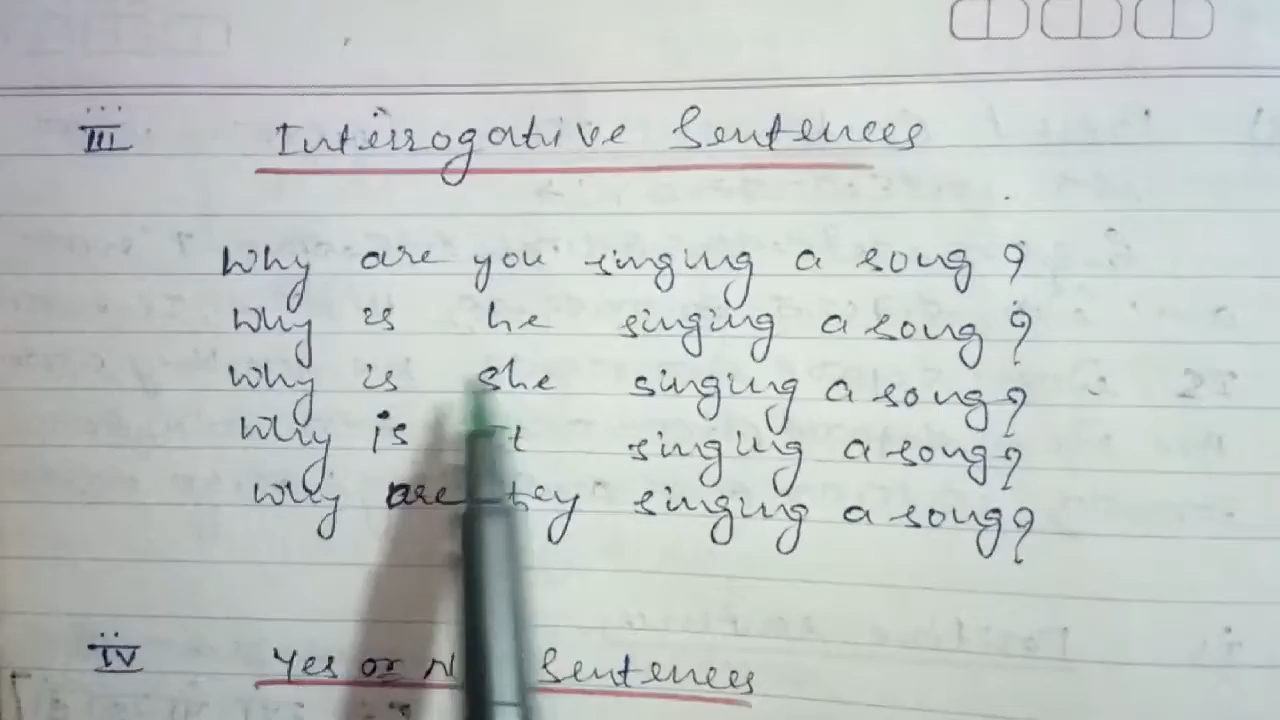 III Interrogative Sentences
Why are you singing a song?
Why is he singing a song?
Why is she singing a song?
Why is singing a song?
Why are singing a song?
IV Yes or Sentences